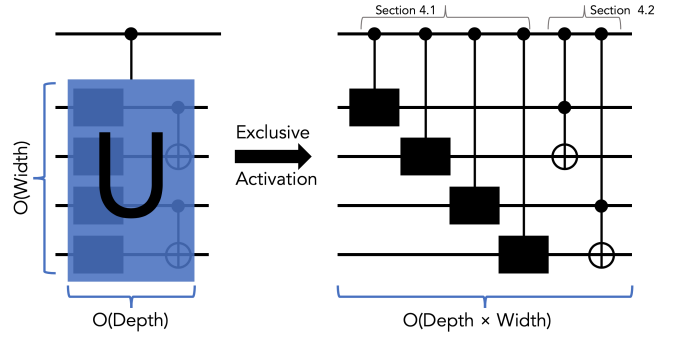 Section 4.1
Section 4.2
O(Width)
U
Exclusive
Activation
O(Depth)
O(Depth × Width)